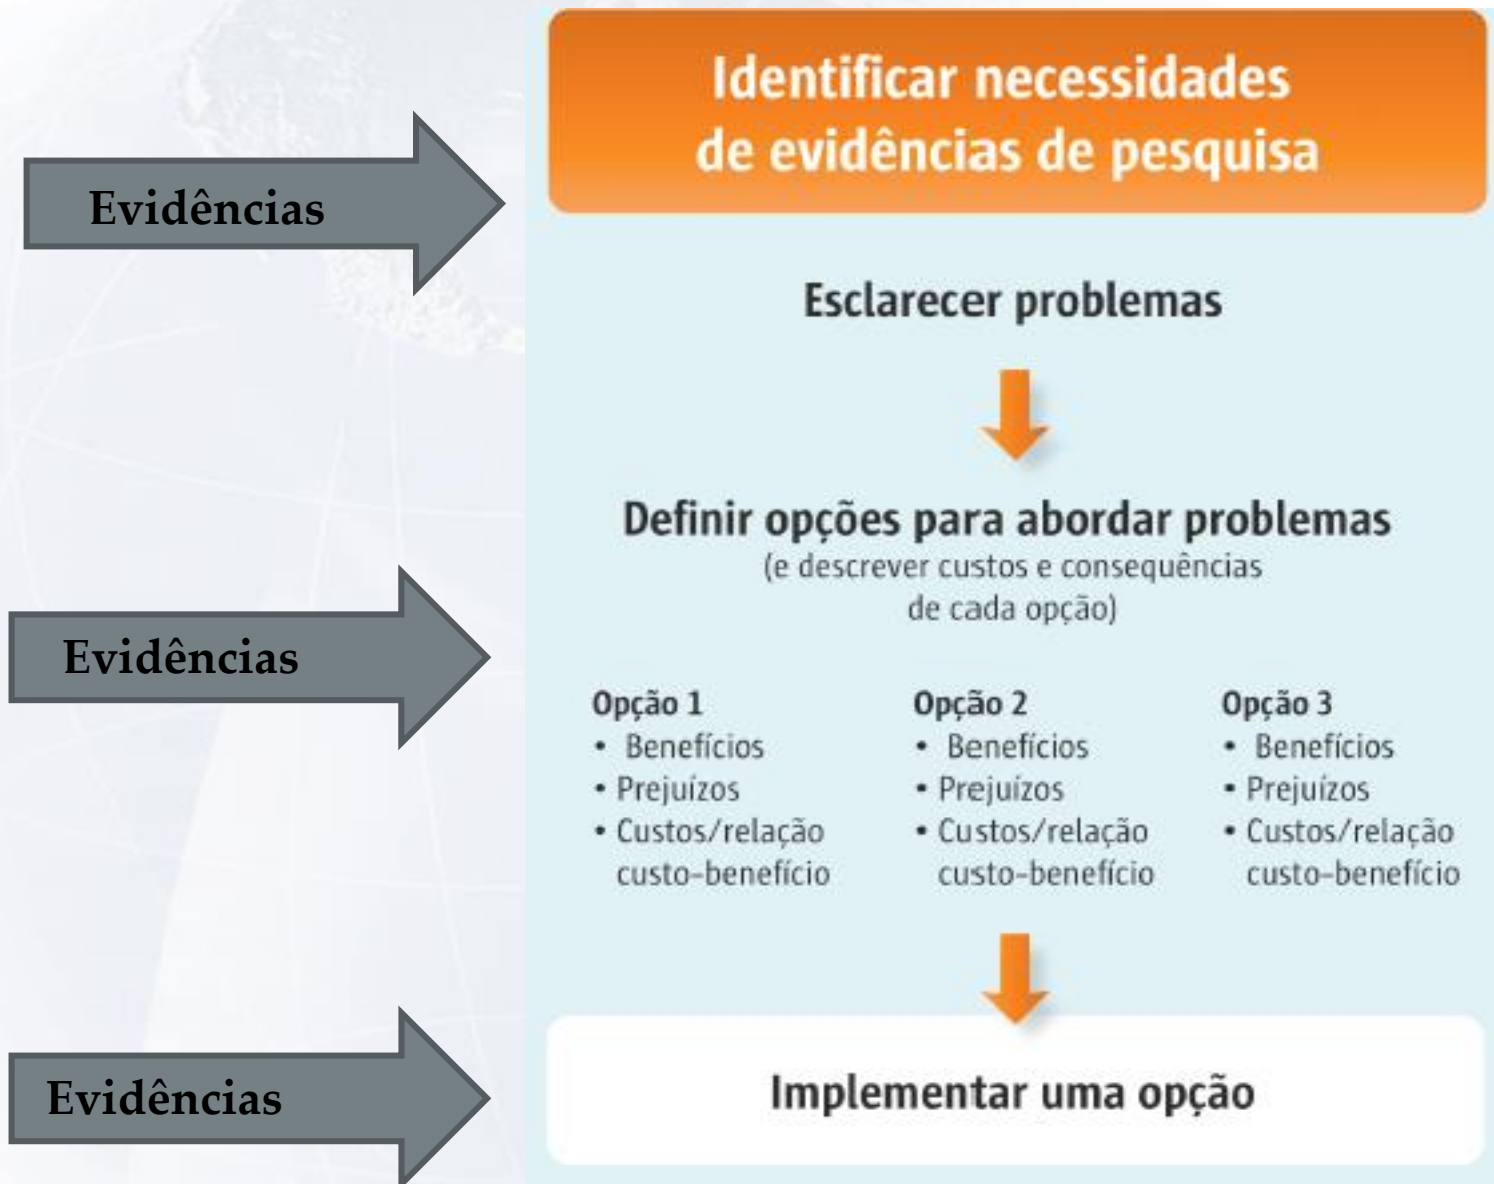 Identificar necessidades
de evidências de pesquisa
Evidências
Esclarecer problemas
Definir opções para abordar problemas
(e descrever custos e consequências
de cada opção)
Evidências
Opção 1
• Benefícios
• Prejuízos
• Custos/relação
custo-benefício
Opção 2
• Benefícios
• Prejuízos
• Custos/relação
custo-benefício
Opção 3
• Benefícios
• Prejuízos
• Custos/relação
custo-benefício
Evidências
Implementar uma opção